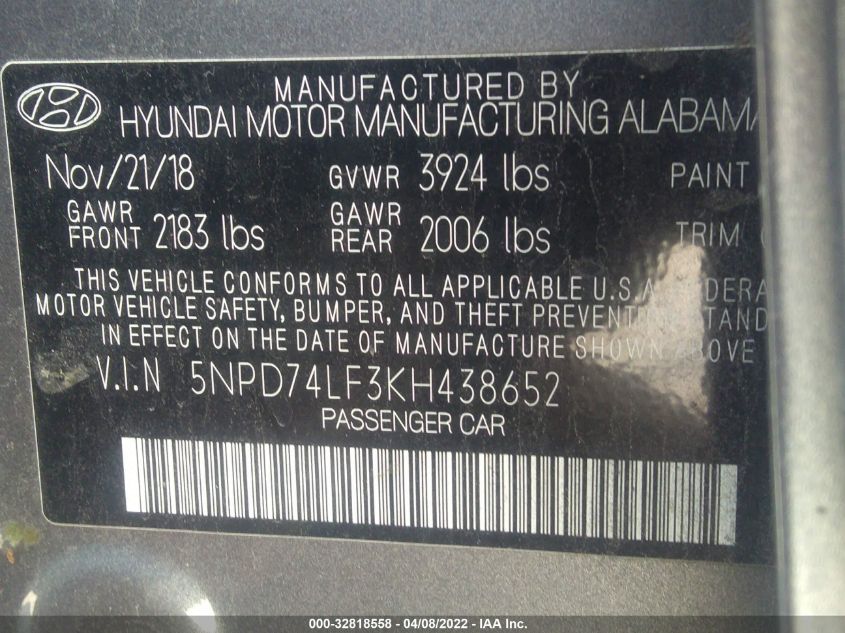 MANUFACTURED BY
HYUNDAI MOTOR MANUFACTURING ALABAMA
Nov/21/18 GVWR 3924 lbs PAINT
GAWR FRONT 2183 lbs GAWR REAR 2006 lbs TRIM
THIS VEHICLE CONFORMS TO ALL APPLICABLE U.S.A
MOTOR VEHICLE SAFETY, BUMPER, AND THEFT
IN EFFECT ON THE DATE OF MANUFACTURE SHOWN ABOVE
V.I.N 5NPD74LF3KH438652
PASSENGER CAR
000-32818558 - 04/08/2022 - IAA Inc.